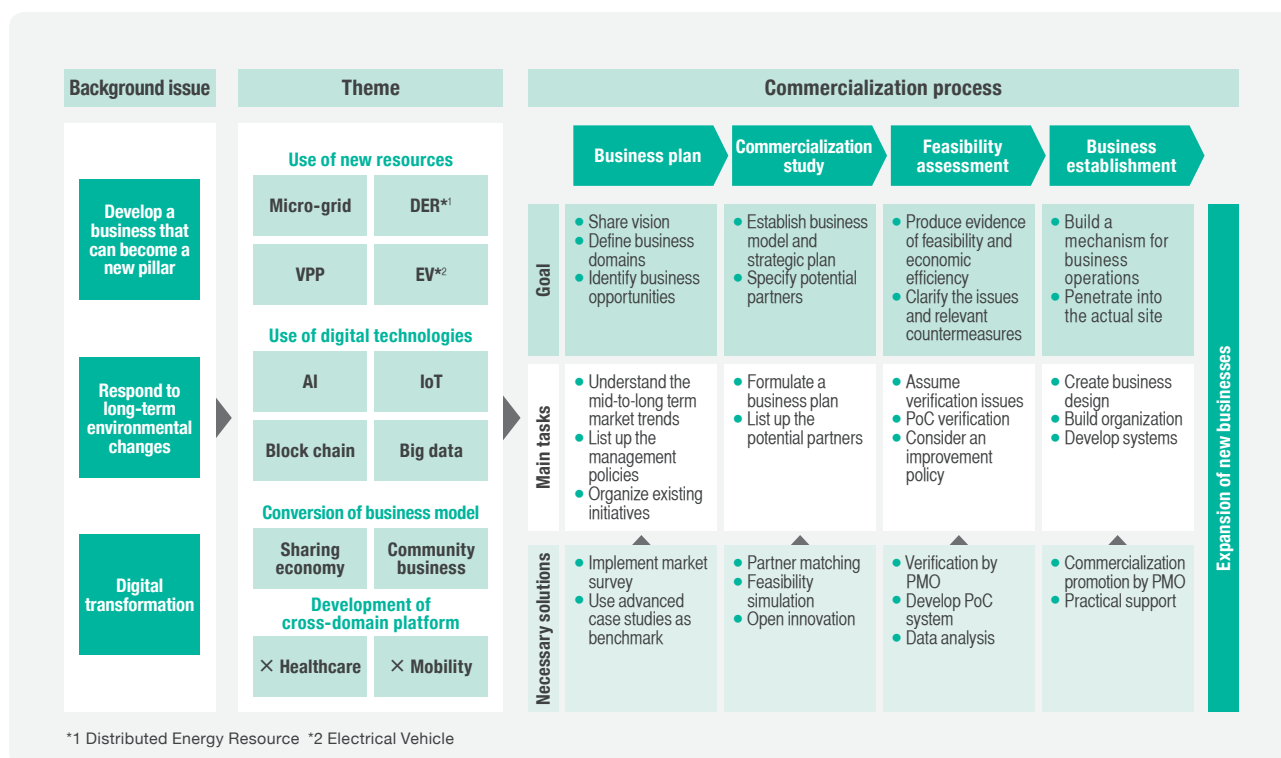 Background issue
Theme
Commercialization process
Develop a
business that
can become a
new pillar
Respond to
long-term
environmental
changes
Digital
transformation
Use of new resources
Micro-grid
DER*1
VPP
EV*2
Use of digital technologies
AI
IoT
Block chain
Big data
Conversion of business model
Sharing
economy
Community
business
Development of
cross-domain platform
× Healthcare
× Mobility
Business plan
Commercialization
study
Feasibility
assessment
Business
establishment
Goal
• Share vision
• Define business
domains
• Identify business
opportunities
• Establish business
model and
strategic plan
• Specify potential
partners
• Produce evidence
of feasibility and
economic
efficiency
• Clarify the issues
and relevant
countermeasures
• Build a
mechanism for
business
operations
• Penetrate into
the actual site
Main tasks
• Understand the
mid-to-long term
market trends
• List up the
management
policies
• Organize existing
initiatives
• Formulate a
business plan
• List up the
potential partners
• Assume
verification issues
• PoC verification
• Consider an
improvement
policy
• Create business
design
• Build organization
• Develop systems
Necessary solutions
• Implement market
survey
• Use advanced
case studies as
benchmark
• Partner matching
• Feasibility
simulation
• Open innovation
• Verification by
PMO
• Develop PoC
system
• Data analysis
• Commercialization
promotion by PMO
• Practical support
Expansion of new businesses
*1 Distributed Energy Resource *2 Electrical Vehicle